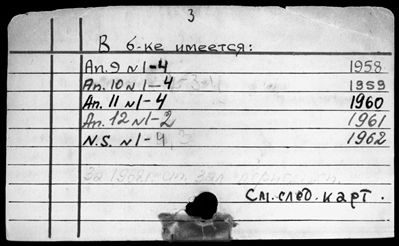 3
В б-ке имеется:
An. 9 N 1-4 1958
An. 10 N 1-4 1959
An. 11 N 1-4 1960
An. 12 N 1-2 1961
N.S. N 1-4, 3 1962
См. след. карт.